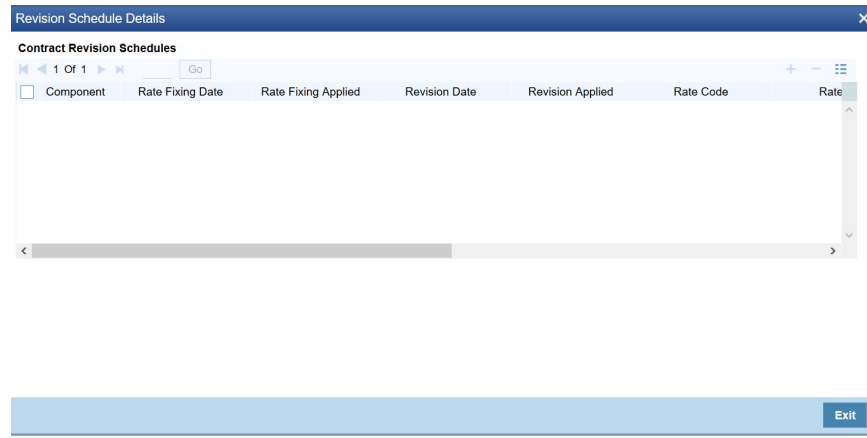 Revision Schedule Details
Contract Revision Schedules
1 Of 1 Go
Component Rate Fixing Date Rate Fixing Applied Revision Date Revision Applied Rate Code Rate
Exit